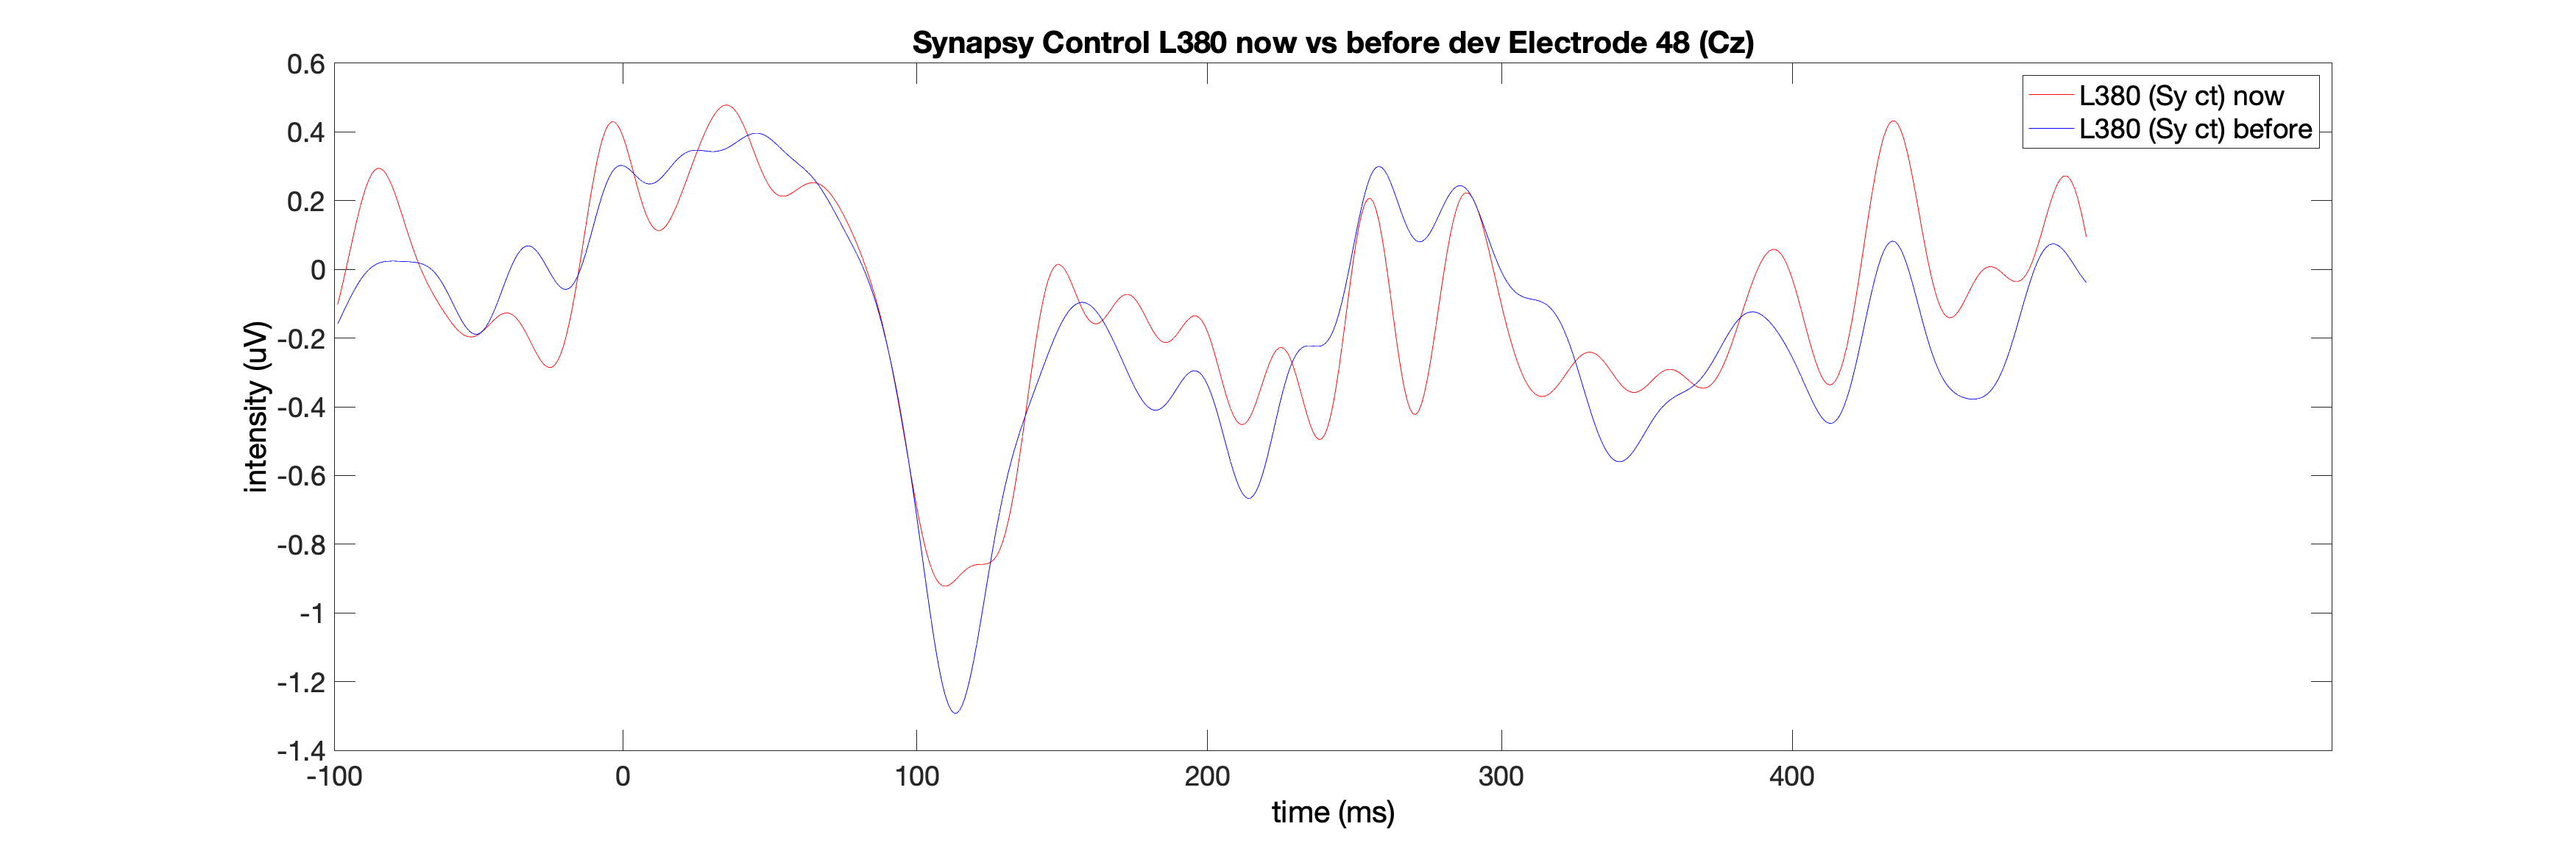 Synapsy Control L380 now vs before dev Electrode 48 (Cz)
L380 (Sy ct) now
L380 (Sy ct) before
intensity (uV)
0.6
0.4
0.2
0
-0.2
-0.4
-0.6
-0.8
-1
-1.2
-1.4
-100 0 100 200 300 400
time (ms)